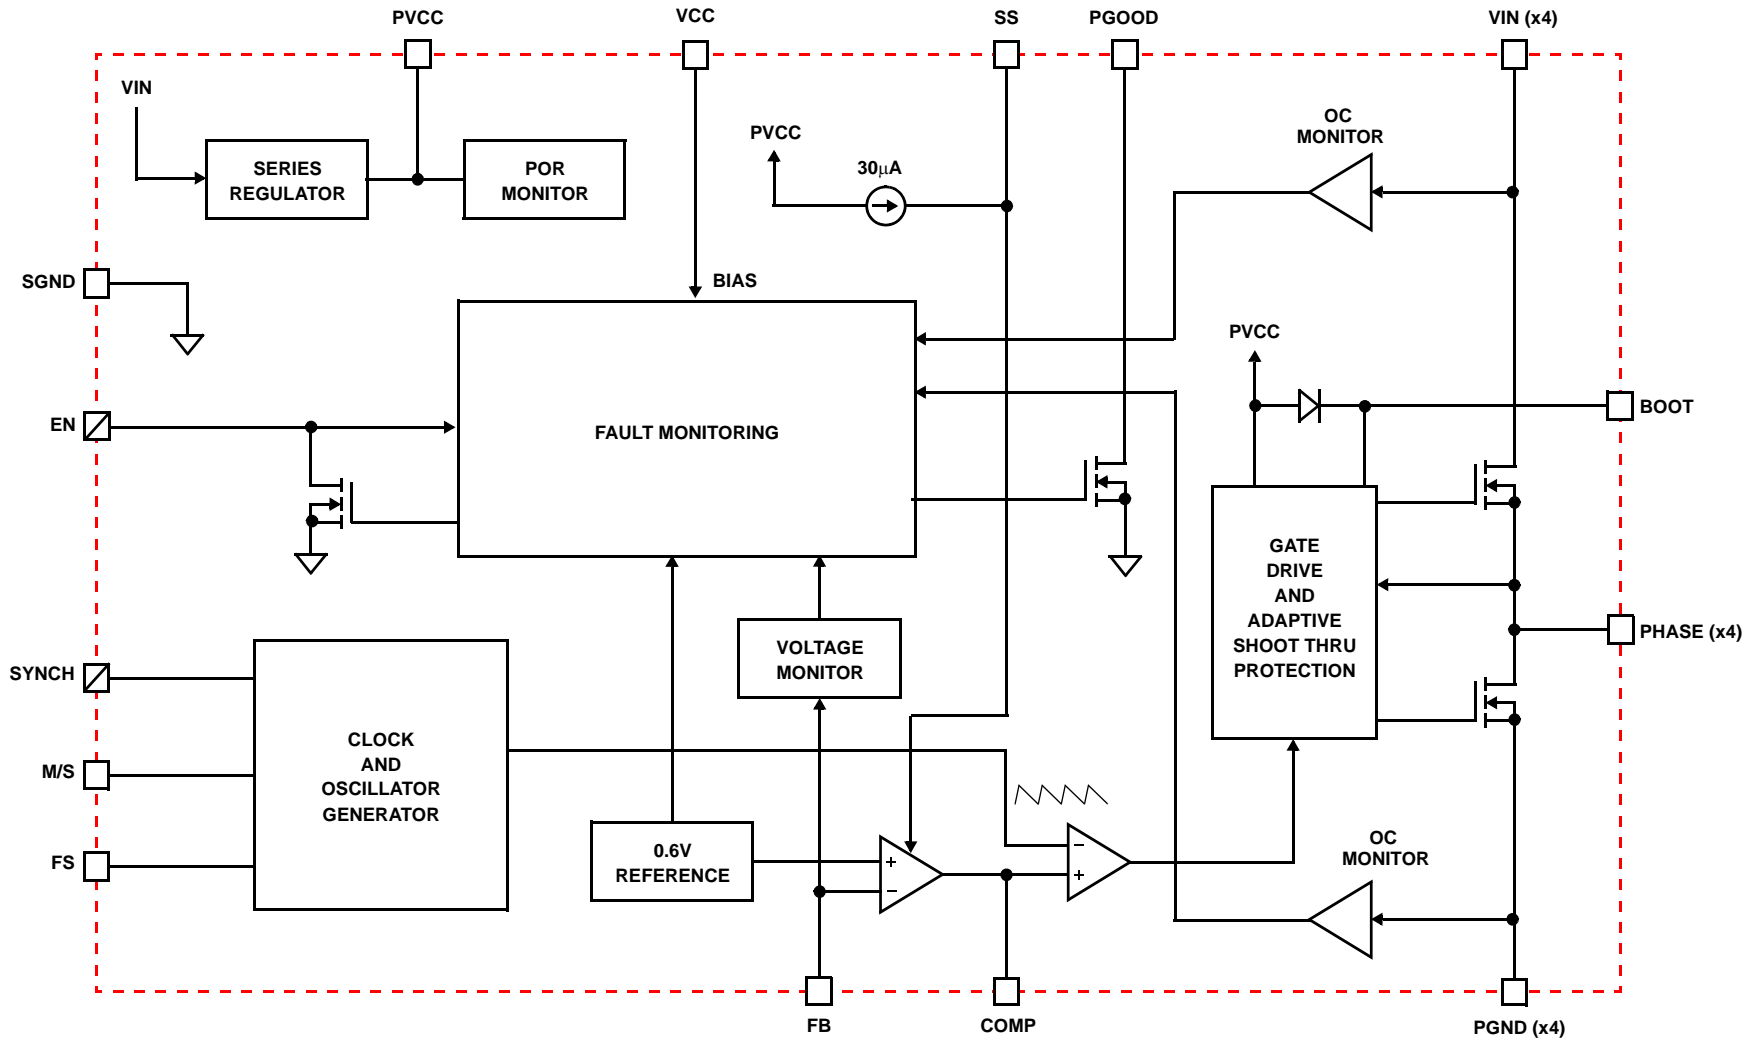 PVCC
VCC
SS
PGOOD
VIN (x4)
VIN
SERIES
REGULATOR
POR
MONITOR
PVCC
30µA
OC
MONITOR
SGND
BIAS
PVCC
BOOT
EN
FAULT MONITORING
GATE
DRIVE
AND
ADAPTIVE
SHOOT THRU
PROTECTION
PHASE (x4)
VOLTAGE
MONITOR
SYNCH
M/S
FS
CLOCK
AND
OSCILLATOR
GENERATOR
0.6V
REFERENCE
+
−
−
+
OC
MONITOR
FB
COMP
PGND (x4)